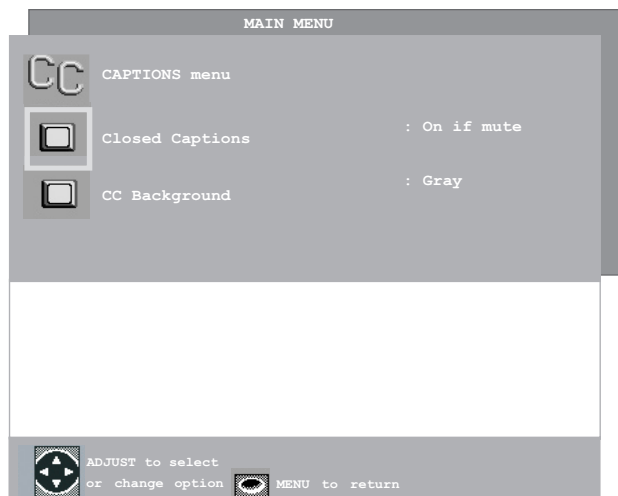 MAIN MENU
CC
CAPTIONS menu
Closed Captions : On if mute
CC Background : Gray
ADJUST to select
or change option MENU to return